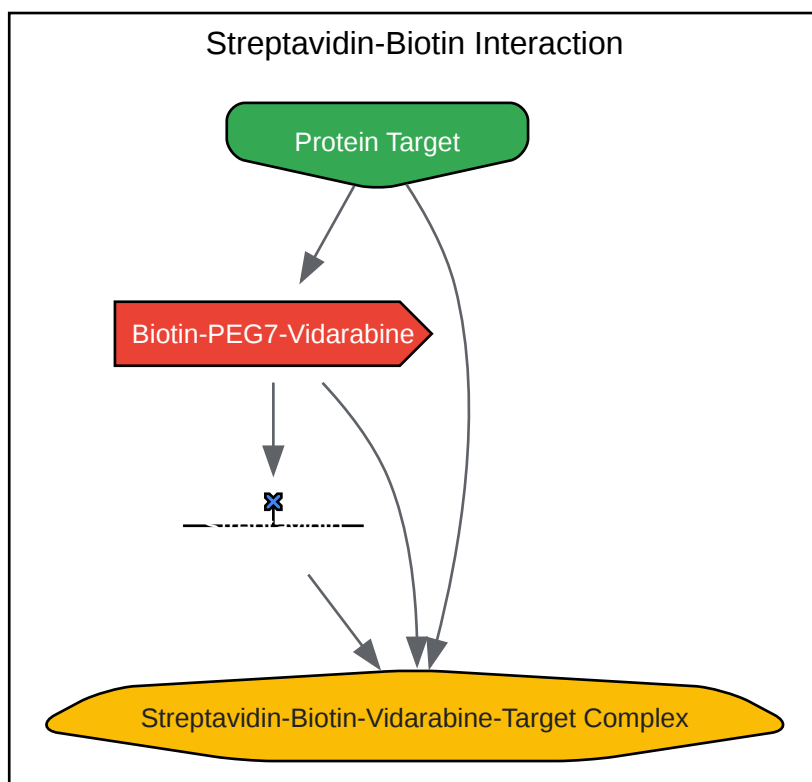 Streptavidin-Biotin Interaction
Protein Target
Biotin-PEG7-Vidarabine
Streptavidin-Biotin-Vidarabine-Target Complex